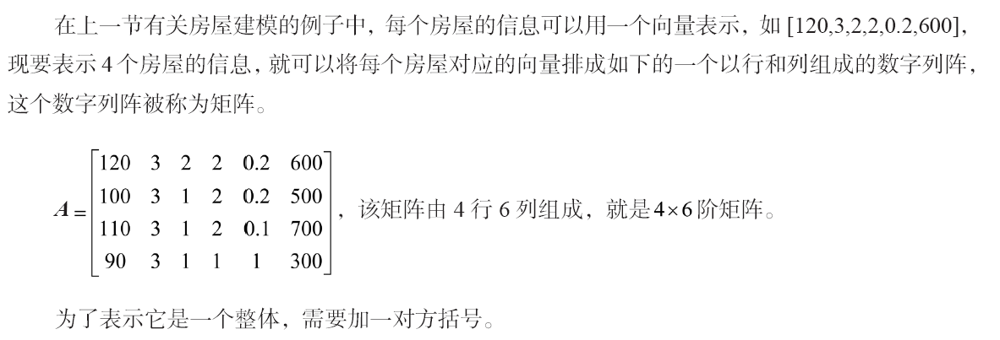 在上一节有关房屋建模的例子中，每个房屋的信息可以用一个向量表示，如 [120,3,2,2,0.2,600]，
现要表示 4 个房屋的信息，就可以将每个房屋对应的向量排成如下的一个以行和列组成的数字列阵，
这个数字列阵被称为矩阵。
120 3 2 2 0.2 600
100 3 1 2 0.2 500
A = ，该矩阵由 4 行 6 列组成，就是 4×6 阶矩阵。
110 3 1 2 0.1 700
90 3 1 1 1 300
为了表示它是一个整体，需要加一对方括号。